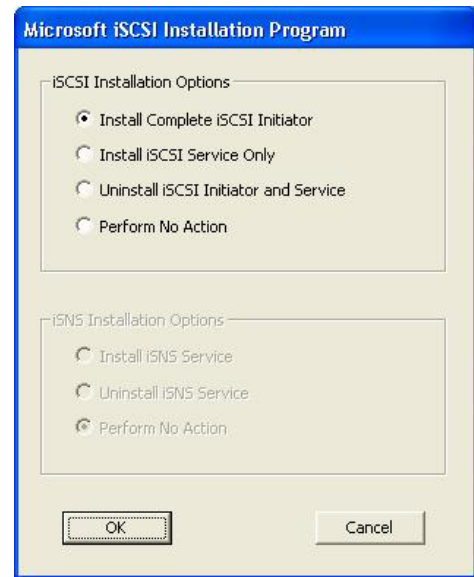 Microsoft iSCSI Installation Program
iSCSI Installation Options
Install Complete iSCSI Initiator
Install iSCSI Service Only
Uninstall iSCSI Initiator and Service
Perform No Action
iSNS Installation Options
Install iSNS Service
Uninstall iSNS Service
Perform No Action
OK
Cancel